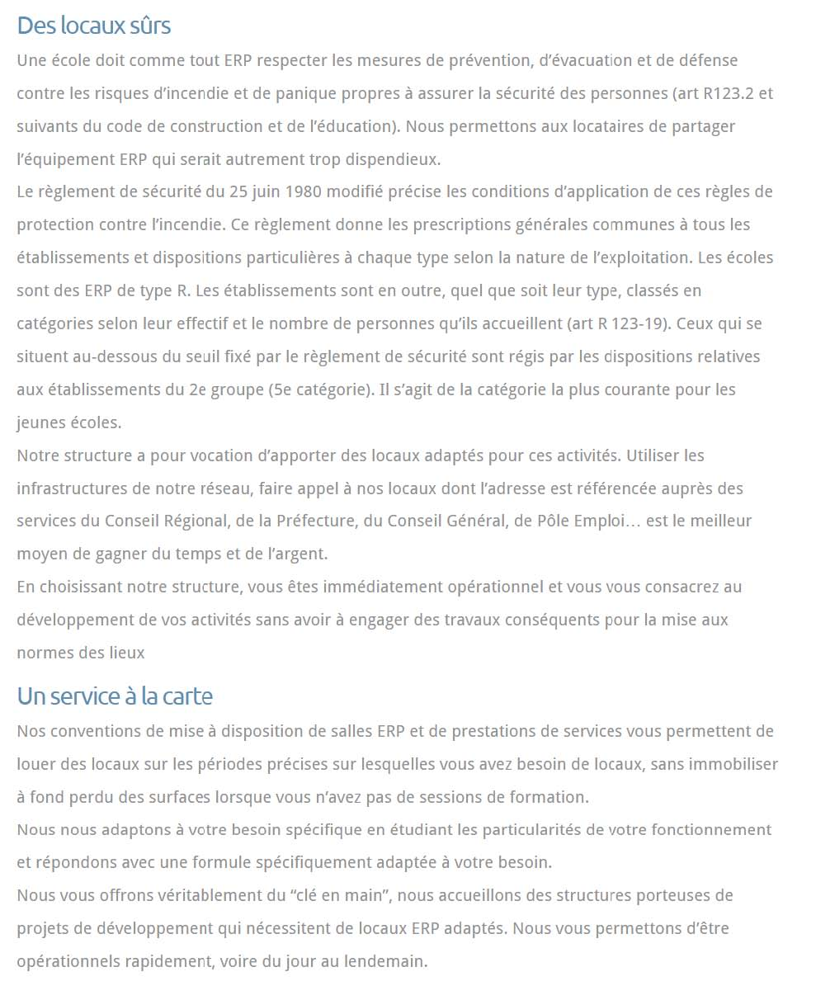 Des locaux sûrs
Une école doit comme tout ERP respecter les mesures de prévention, d’évacuation et de défense
contre les risques d’incendie et de panique propres à assurer la sécurité des personnes (art R123.2 et
suivants du code de construction et de l’éducation). Nous permettons aux locataires de partager
l’équipement ERP qui serait autrement trop dispendieux.
Le règlement de sécurité du 25 juin 1980 modifié précise les conditions d’application de ces règles de
protection contre l’incendie. Ce règlement donne les prescriptions générales communes à tous les
établissements et dispositions particulières à chaque type selon la nature de l’exploitation. Les écoles
sont des ERP de type R. Les établissements sont en outre, quel que soit leur type, classés en
catégories selon leur effectif et le nombre de personnes qu’ils accueillent (art R 123-19). Ceux qui se
situent au-dessous du seuil fixé par le règlement de sécurité sont régis par les dispositions relatives
aux établissements du 2e groupe (5e catégorie). Il s’agit de la catégorie la plus courante pour les
jeunes écoles.
Notre structure a pour vocation d’apporter des locaux adaptés pour ces activités. Utiliser les
infrastructures de notre réseau, faire appel à nos locaux dont l’adresse est référencée auprès des
services du Conseil Régional, de la Préfecture, du Conseil Général, de Pôle Emploi… est le meilleur
moyen de gagner du temps et de l’argent.
En choisissant notre structure, vous êtes immédiatement opérationnel et vous vous consacrez au
développement de vos activités sans avoir à engager des travaux conséquents pour la mise aux
normes des lieux
Un service à la carte
Nos conventions de mise à disposition de salles ERP et de prestations de services vous permettent de
louer des locaux sur les périodes précises sur lesquelles vous avez besoin de locaux, sans immobiliser
à fond perdu des surfaces lorsque vous n’avez pas de sessions de formation.
Nous nous adaptons à votre besoin spécifique en étudiant les particularités de votre fonctionnement
et répondons avec une formule spécifiquement adaptée à votre besoin.
Nous vous offrons véritablement du “clé en main”, nous accueillons des structures porteuses de
projets de développement qui nécessitent de locaux ERP adaptés. Nous vous permettons d’être
opérationnels rapidement, voire du jour au lendemain.